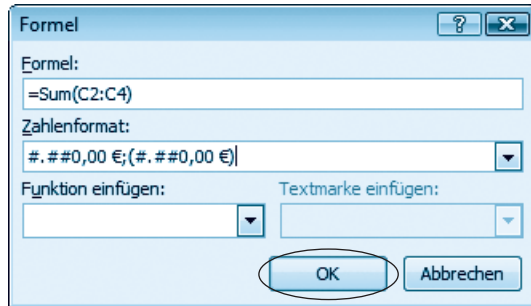 Formel
Formel:
=Sum(C2:C4)
Zahlenformat:
#.##0,00 €;(#.##0,00 €)
Funktion einfügen: Textmarke einfügen:
OK Abbrechen